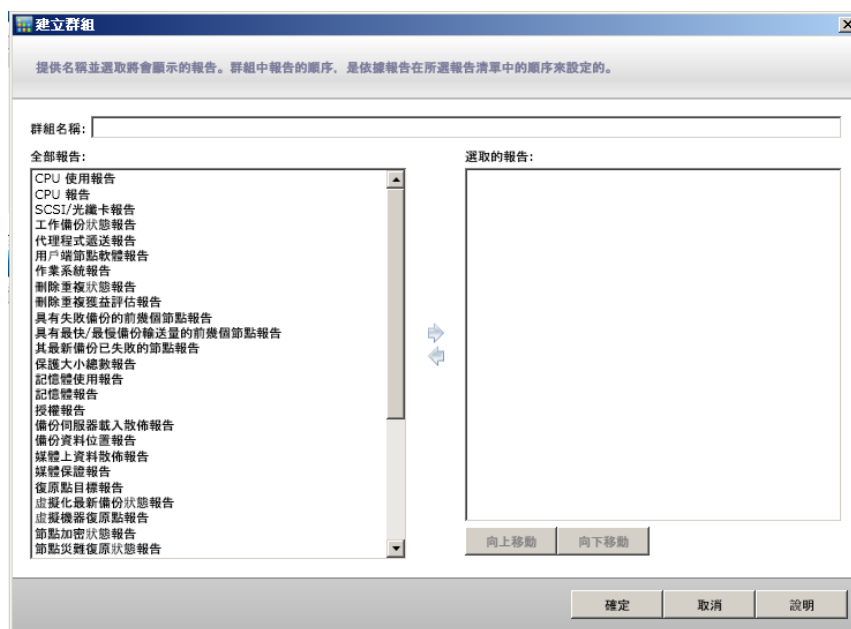 建立群組
提供名稱並選取將會顯示的報告。群組中報告的順序、是依據報告在所選報告清單中的順序來設定的。
群組名稱:
全部報告:
CPU 使用報告
CPU 報告
SCSI/光纖卡報告
工作備份狀態報告
代理程式遞送報告
用戶端節點軟體報告
作業系統報告
刪除重複狀態報告
刪除重複獲益評估報告
具有失敗備份的前幾個節點報告
具有最快/最慢備份輸送量的前幾個節點報告
其最新備份已失敗的節點報告
保護大小總數報告
記憶體使用報告
記憶體報告
授權報告
備份伺服器載入散佈報告
備份資料位置報告
媒體上資料散佈報告
媒體保證報告
復原點目標報告
虛擬化最新備份狀態報告
虛擬機器復原點報告
節點加密狀態報告
節點災難復原狀態報告
選取的報告:
向上移動
向下移動
確定
取消
說明